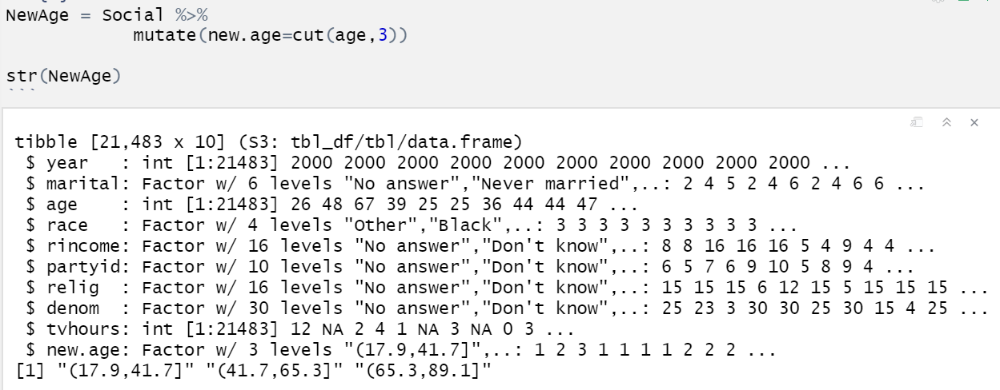 NewAge = Social %>%
            mutate(new.age=cut(age,3))
str(NewAge)
```
tibble [21,483 x 10] (S3: tbl_df/tbl/data.frame)
 $ year   : int [1:21483] 2000 2000 2000 2000 2000 2000 2000 2000 2000 2000 ...
 $ marital: Factor w/ 6 levels "No answer","Never married",..: 2 4 5 2 4 6 2 4 6 6 ...
 $ age    : int [1:21483] 26 48 67 39 25 25 36 44 44 47 ...
 $ race   : Factor w/ 4 levels "Other","Black",..: 3 3 3 3 3 3 3 3 3 3 ...
 $ rincome: Factor w/ 16 levels "No answer","Don't know",..: 8 8 16 16 16 5 4 9 4 4 ...
 $ partyid: Factor w/ 10 levels "No answer","Don't know",..: 6 5 7 6 9 10 5 8 9 4 ...
 $ relig  : Factor w/ 16 levels "No answer","Don't know",..: 15 15 15 6 12 15 5 15 15 15 ...
 $ denom  : Factor w/ 30 levels "No answer","Don't know",..: 25 23 3 30 30 25 30 15 4 25 ...
 $ tvhours: int [1:21483] 12 NA 2 4 1 NA 3 NA 0 3 ...
 $ new.age: Factor w/ 3 levels "(17.9,41.7]",..: 1 2 3 1 1 1 1 2 2 2 ...
[1] "(17.9,41.7]" "(41.7,65.3]" "(65.3,89.1]"